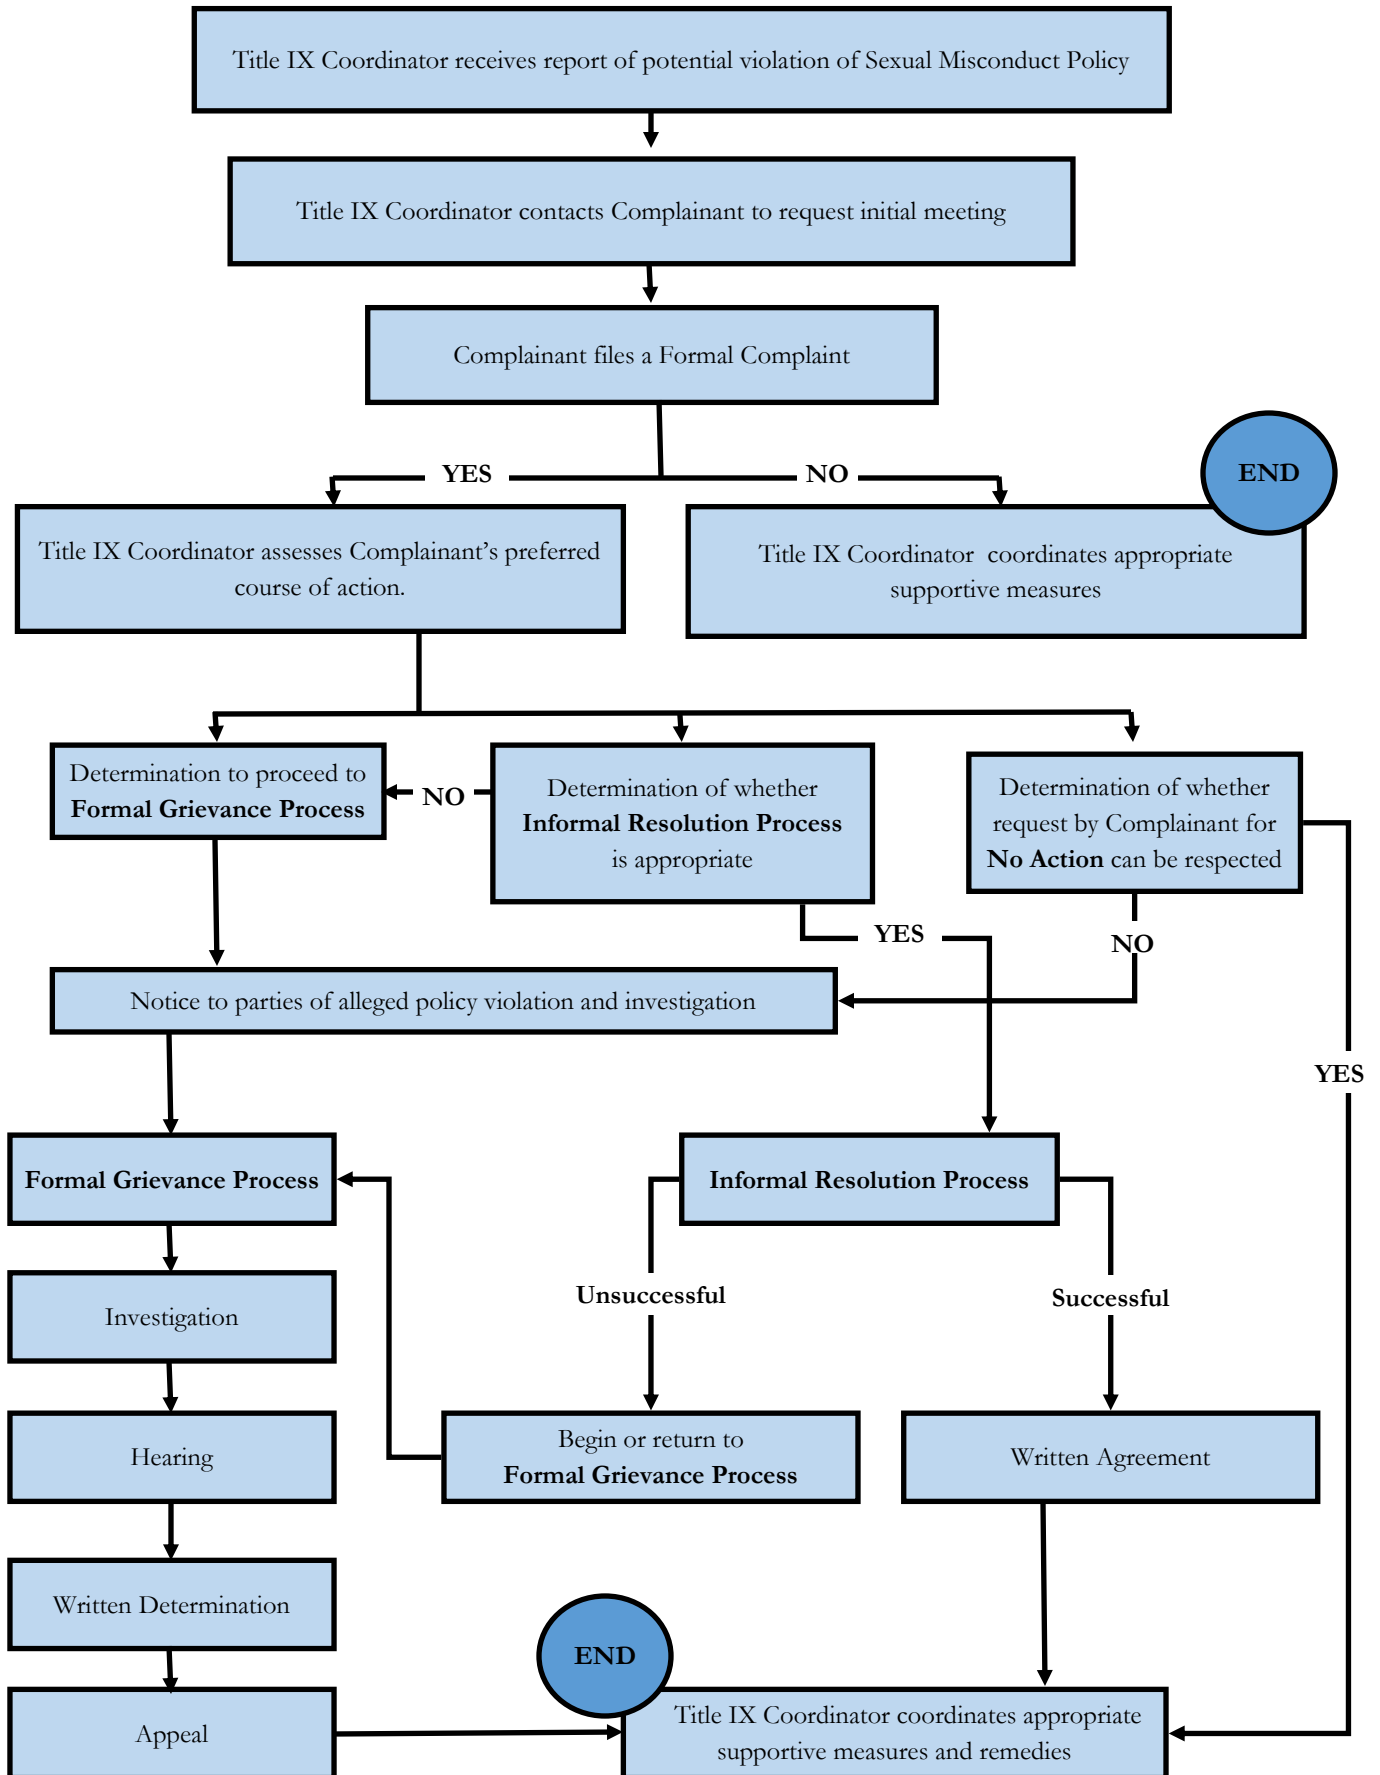 Title IX Coordinator receives report of potential violation of Sexual Misconduct Policy
Title IX Coordinator contacts Complainant to request initial meeting
Complainant files a Formal Complaint
YES
NO
END
Title IX Coordinator assesses Complainant’s preferred
course of action.
Title IX Coordinator  coordinates appropriate
supportive measures
Determination to proceed to
Formal Grievance Process
NO
Determination of whether
Informal Resolution Process
is appropriate
Determination of whether
request by Complainant for
No Action can be respected
YES
NO
Notice to parties of alleged policy violation and investigation
YES
Formal Grievance Process
Informal Resolution Process
Investigation
Unsuccessful
Successful
Hearing
Begin or return to
Formal Grievance Process
Written Agreement
Written Determination
END
Appeal
Title IX Coordinator coordinates appropriate
supportive measures and remedies